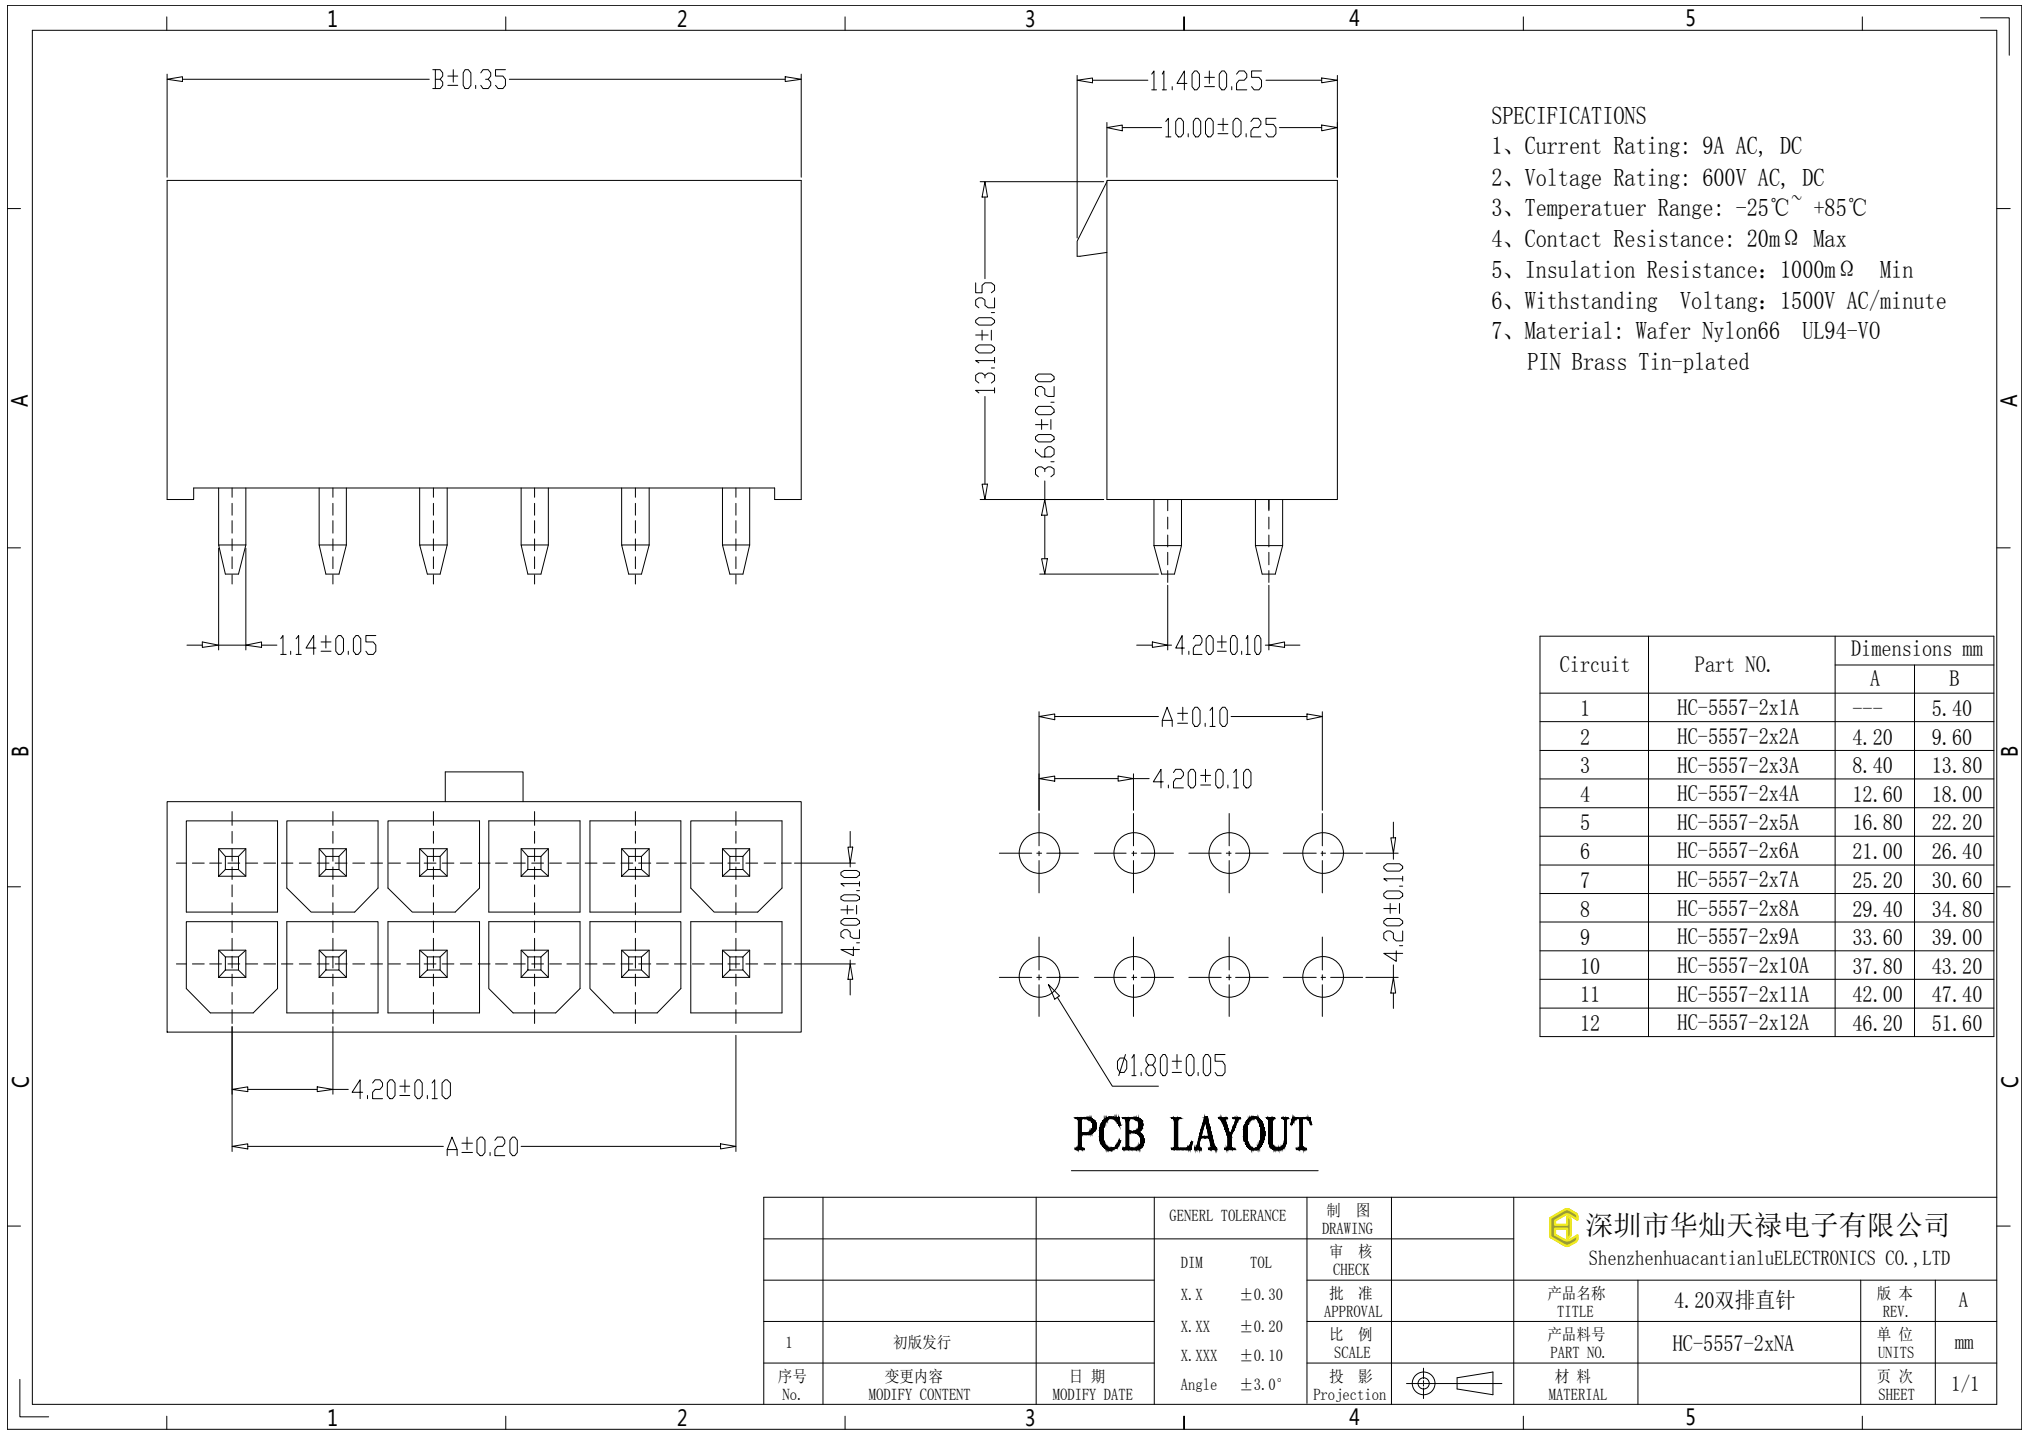 1 2 3 4 5
B±0.35
11.40±0.25
10.00±0.25
13.10±0.25
3.60±0.20
1.14±0.05
4.20±0.10
SPECIFICATIONS
1、Current Rating: 9A AC, DC
2、Voltage Rating: 600V AC, DC
3、Temperatuer Range: -25℃~ +85℃
4、Contact Resistance: 20mΩ Max
5、Insulation Resistance: 1000mΩ Min
6、Withstanding Voltang: 1500V AC/minute
7、Material: Wafer Nylon66 UL94-V0
PIN Brass Tin-plated
A A
B B
C C
4.20±0.10
4.20±0.10
A±0.20
A±0.10
4.20±0.10
4.20±0.10
Ø1.80±0.05
PCB LAYOUT
Circuit Part NO. Dimensions mm
A B
1 HC-5557-2x1A --- 5.40
2 HC-5557-2x2A 4.20 9.60
3 HC-5557-2x3A 8.40 13.80
4 HC-5557-2x4A 12.60 18.00
5 HC-5557-2x5A 16.80 22.20
6 HC-5557-2x6A 21.00 26.40
7 HC-5557-2x7A 25.20 30.60
8 HC-5557-2x8A 29.40 34.80
9 HC-5557-2x9A 33.60 39.00
10 HC-5557-2x10A 37.80 43.20
11 HC-5557-2x11A 42.00 47.40
12 HC-5557-2x12A 46.20 51.60
1 初版发行
序号 变更内容 日 期
No. MODIFY CONTENT MODIFY DATE
GENERL TOLERANCE
DIM TOL
X.X ±0.30
X.XX ±0.20
X.XXX ±0.10
Angle ±3.0°
制 图
DRAWING
审 核
CHECK
批 准
APPROVAL
比 例
SCALE
投 影
Projection
深圳市华灿天禄电子有限公司
ShenzhenhuacantianluELECTRONICS CO.,LTD
产品名称 4.20双排直针 版 本 A
TITLE REV.
产品料号 HC-5557-2xNA 单 位 mm
PART NO. UNITS
材 料 页 次 1/1
MATERIAL SHEET
1 2 3 4 5